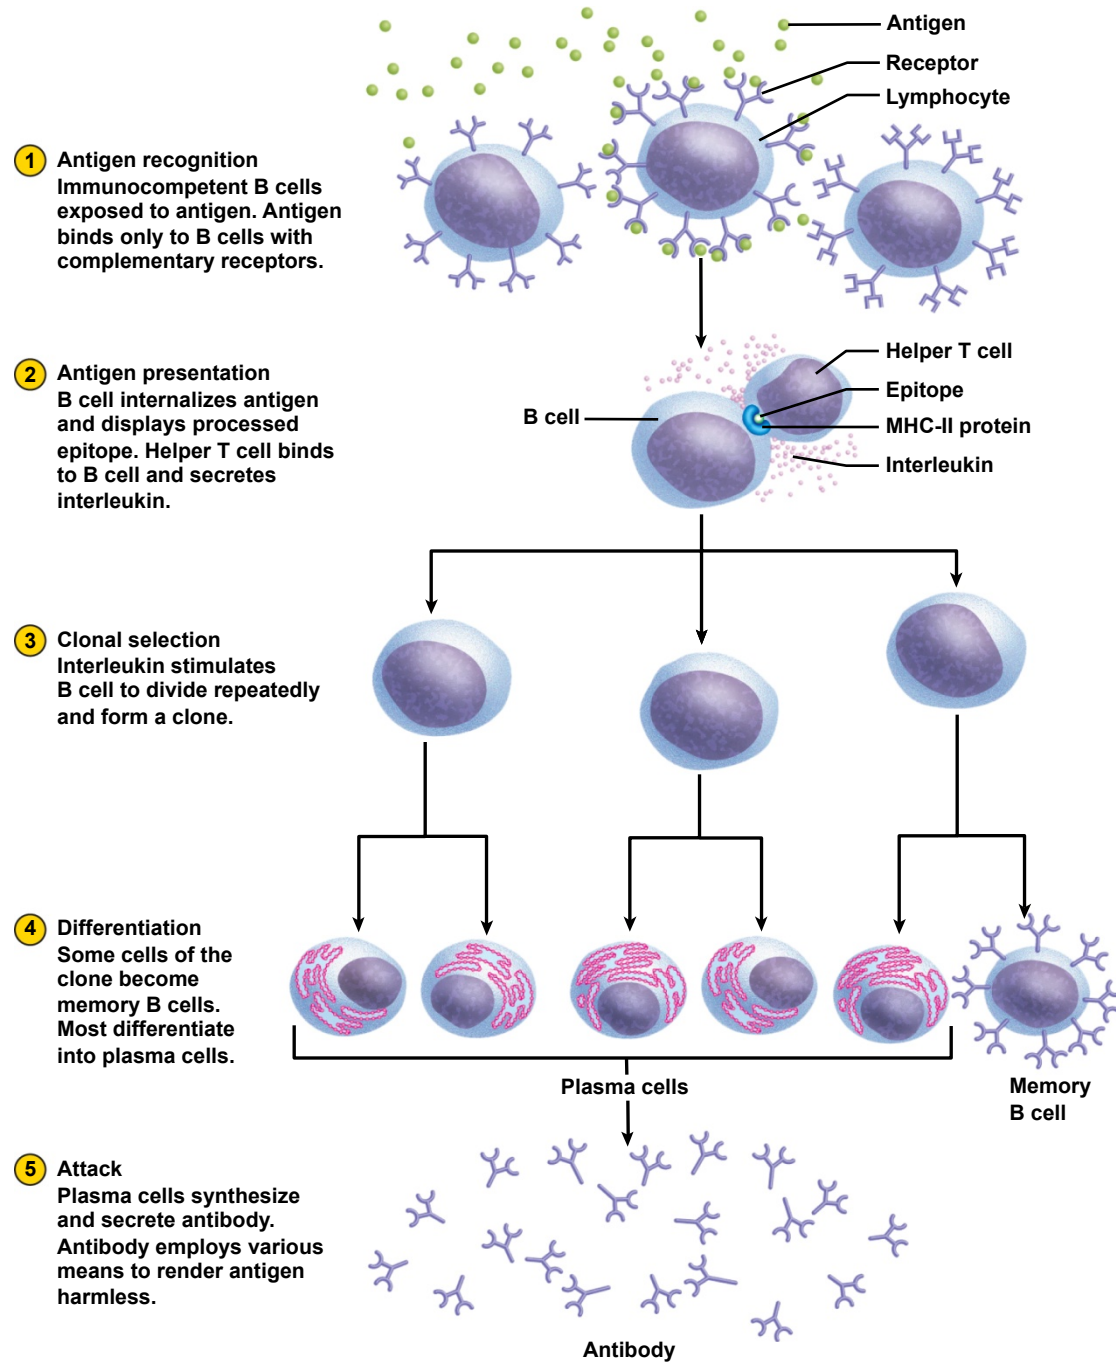 Antigen
Receptor
Lymphocyte
1 Antigen recognition
Immunocompetent B cells
exposed to antigen. Antigen
binds only to B cells with
complementary receptors.
2 Antigen presentation
B cell internalizes antigen
and displays processed
epitope. Helper T cell binds
to B cell and secretes
interleukin.
B cell
Helper T cell
Epitope
MHC-II protein
Interleukin
3 Clonal selection
Interleukin stimulates
B cell to divide repeatedly
and form a clone.
4 Differentiation
Some cells of the
clone become
memory B cells.
Most differentiate
into plasma cells.
Plasma cells
Memory
B cell
5 Attack
Plasma cells synthesize
and secrete antibody.
Antibody employs various
means to render antigen
harmless.
Antibody